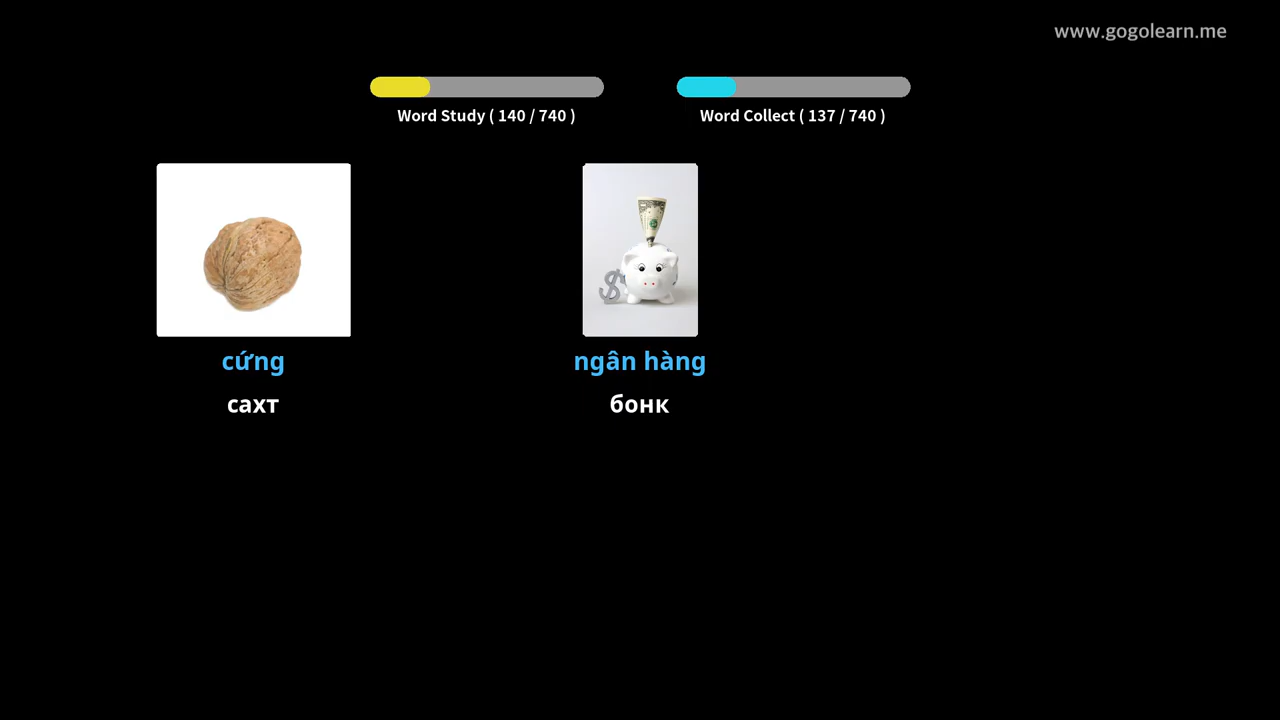 www.gogolearn.me
Word Study ( 140 / 740 )
Word Collect ( 137 / 740 )
cứng
сахт
ngân hàng
бонк